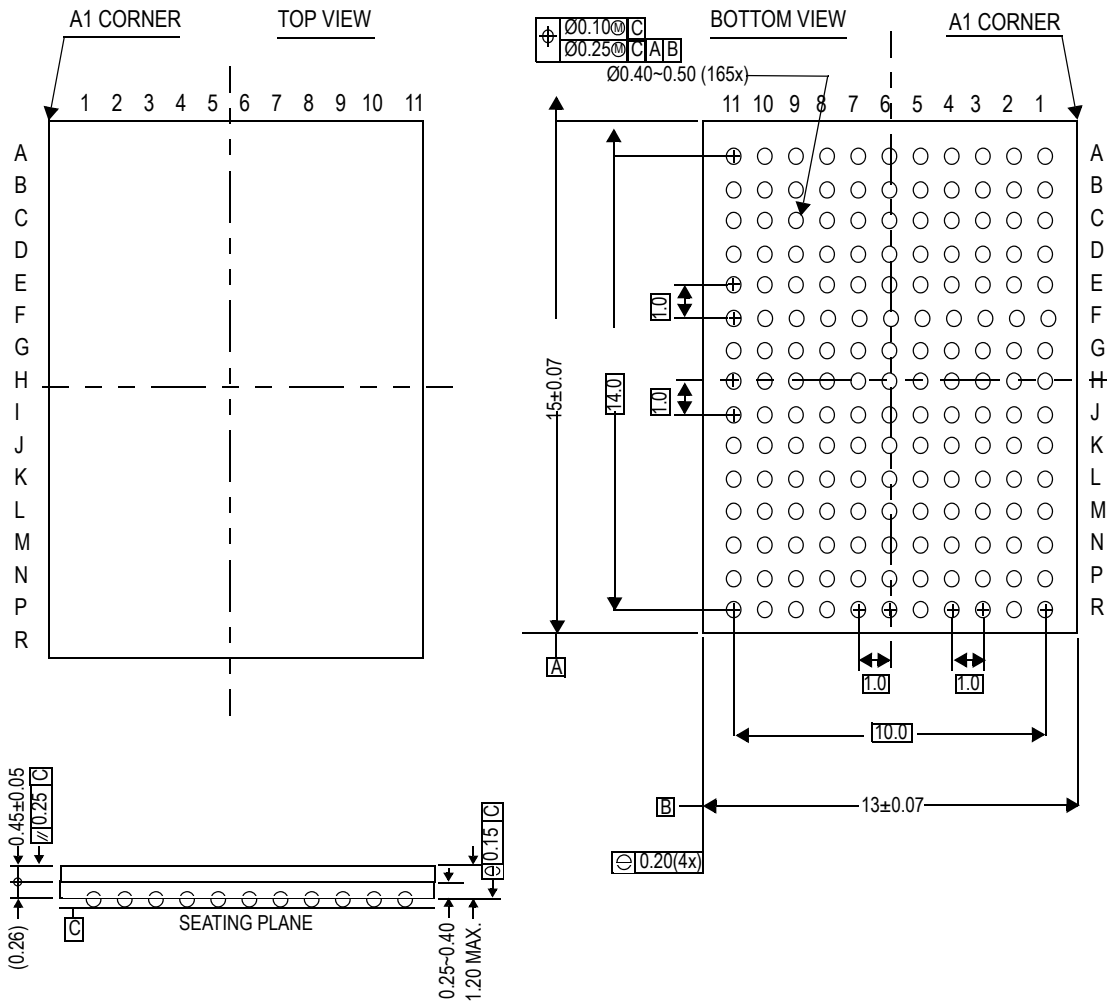 A1 CORNER
TOP VIEW
1 2 3 4 5 6 7 8 9 10 11
A
B
C
D
E
F
G
H
I
J
K
L
M
N
P
R
Ø0.10Ⓜ C
Ø0.25Ⓜ C A B
Ø0.40~0.50 (165x)
BOTTOM VIEW
A1 CORNER
11 10 9 8 7 6 5 4 3 2 1
A
B
C
D
E
F
G
H
J
K
L
M
N
P
R
1.0
1.0
15±0.07
14.0
A
1.0
1.0
10.0
B
13±0.07
0.20(4x)
0.45±0.05
0.25 C
(0.26)
C
SEATING PLANE
0.15 C
0.25~0.40
1.20 MAX.